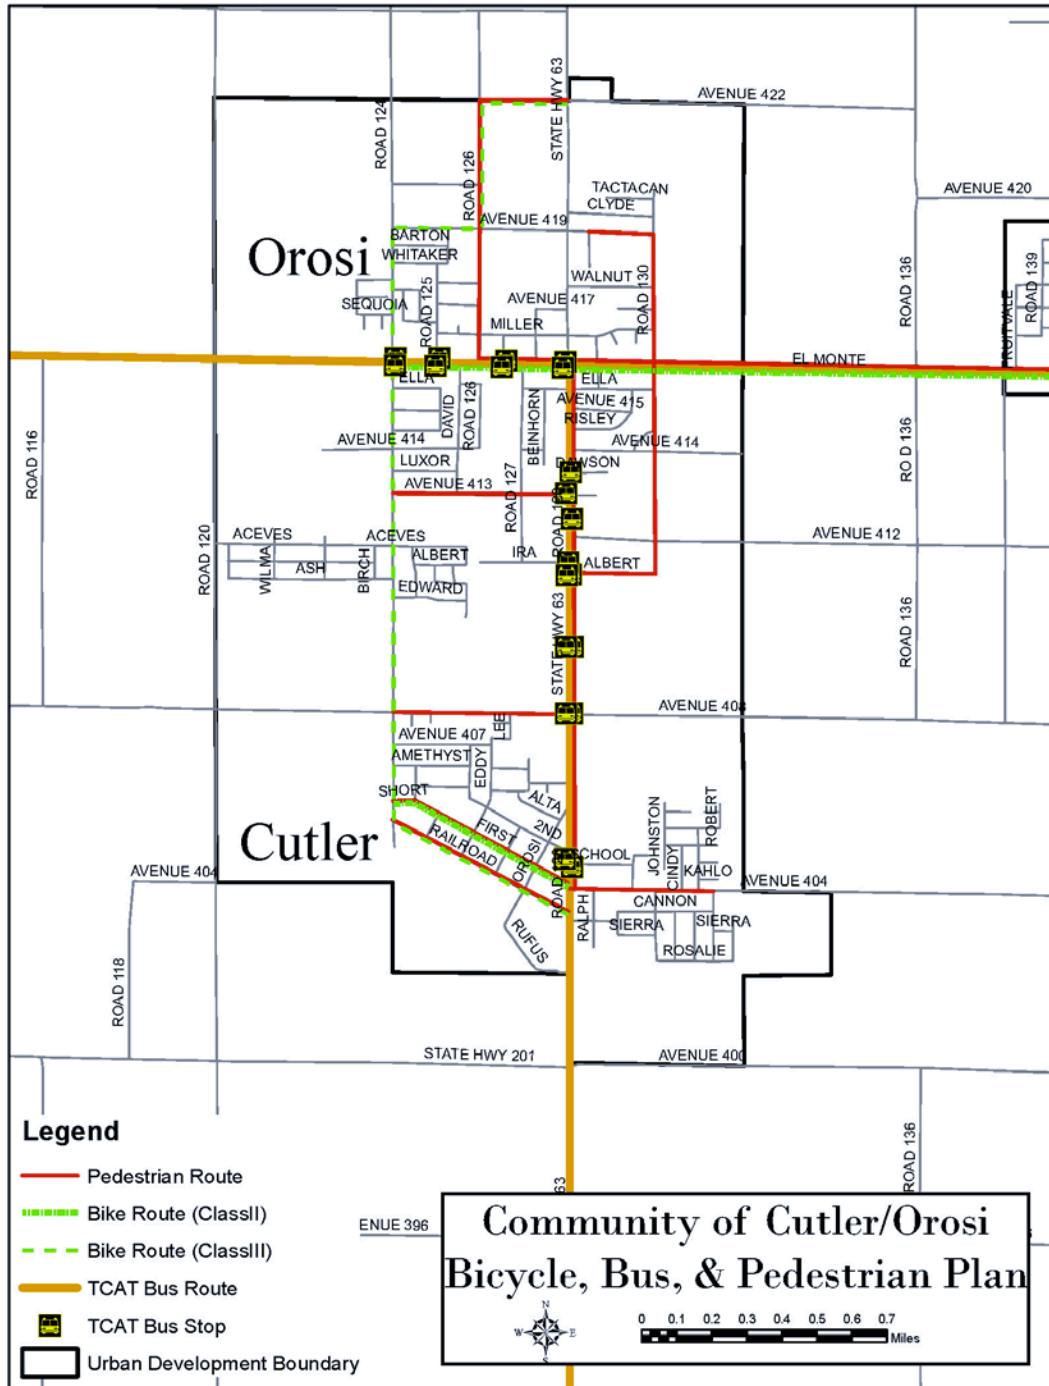 AVENUE 422
STATE HWY 63
ROAD 124
ROAD 126
TACTACAN
CLYDE
AVENUE 420
AVENUE 419
BARTON
WHITAKER
Orosi
WALNUT
ROAD 130
ROAD 136
ROAD 139
FRUITVALE
SEQUOIA
ROAD 125
AVENUE 417
MILLER
EL MONTE
ELLA
ELLA
DAVID
ROAD 126
BEINHORN
AVENUE 415
RISLEY
ROAD 116
AVENUE 414
AVENUE 414
RO D 136
LUXOR
DAWSON
AVENUE 413
ROAD 127
ROAD 120
ACEVES
ACEVES
WILMA
ASH
BIRCH
ALBERT
EDWARD
IRA
ALBERT
AVENUE 412
STATE HWY 63
ROAD 136
AVENUE 408
LEE
AVENUE 407
AMETHYST
EDDY
SHORT
ALTA
FIRST
2ND
RAILROAD
OROSI
Cutler
SCHOOL
JOHNSTON
CINDY
ROBERT
KAHLO
AVENUE 404
AVENUE 404
ROAD
RALPH
CANNON
SIERRA
SIERRA
ROSALIE
RUFUS
ROAD 118
STATE HWY 201
AVENUE 400
ROAD 136
63
ENUE 396
Legend
Pedestrian Route
Bike Route (ClassII)
Bike Route (ClassIII)
TCAT Bus Route
TCAT Bus Stop
Urban Development Boundary
Community of Cutler/Orosi
Bicycle, Bus, & Pedestrian Plan
N
W
E
S
0 0.1 0.2 0.3 0.4 0.5 0.6 0.7
Miles